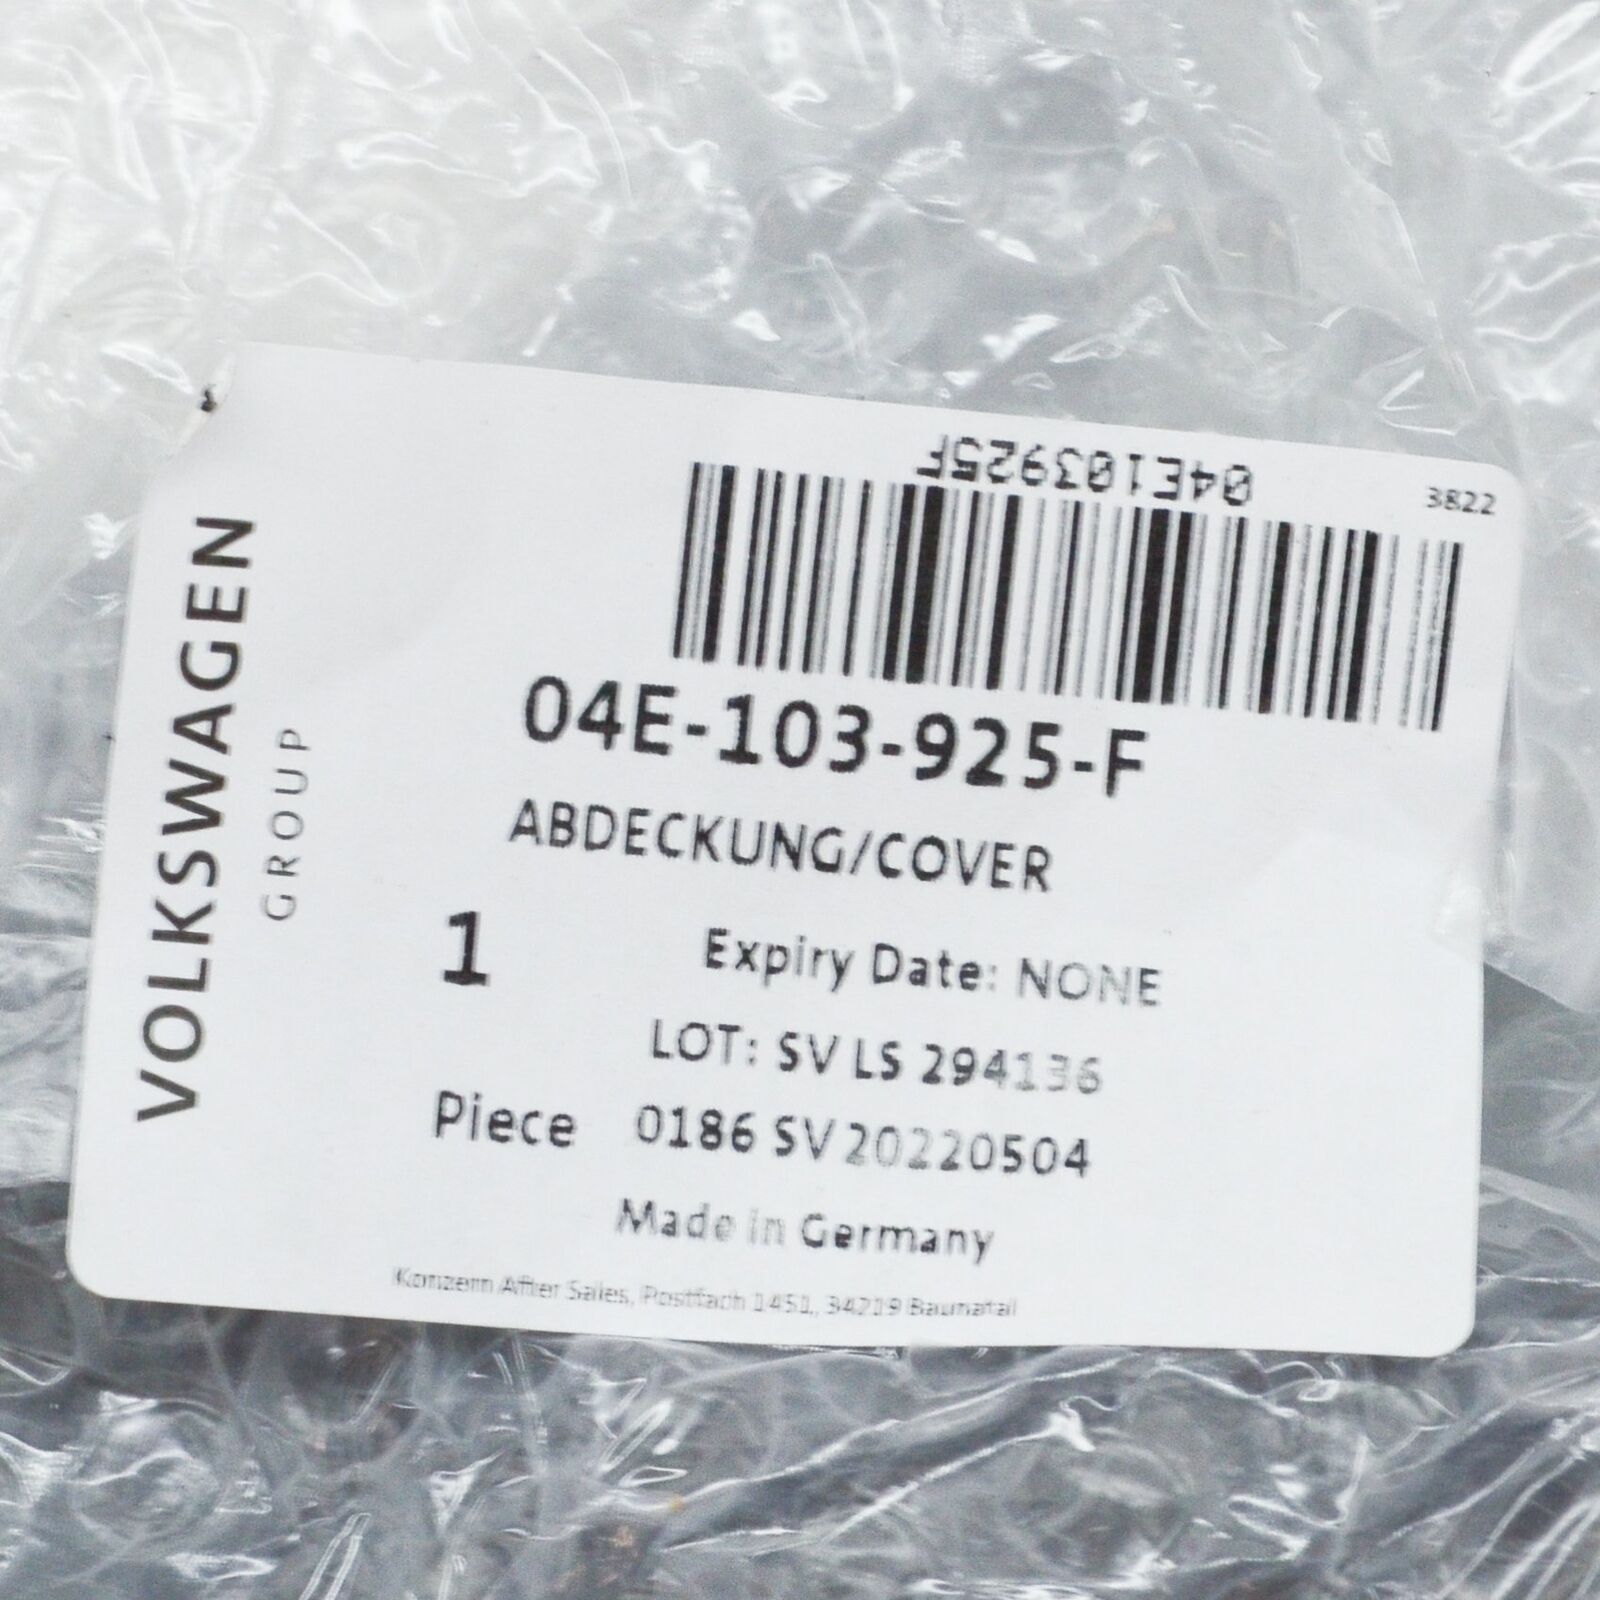 VOLKSWAGEN
GROUP
04E103925F
3822
04E-103-925-F
ABDECKUNG/COVER
1
Expiry Date: NONE
LOT: SV LS 294136
Piece 0186 SV 20220504
Made in Germany
Konzern After Sales, Postfach 1451, 34219 Baunatal